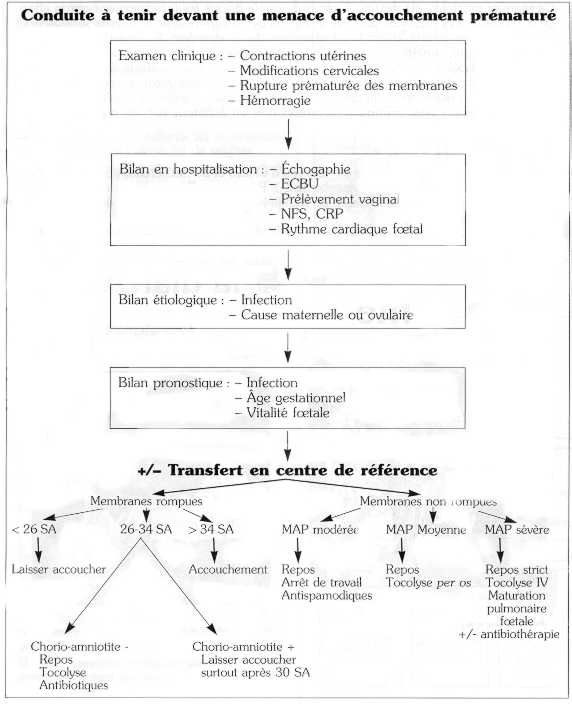 Conduite à tenir devant une menace d'accouchement prématuré
Examen clinique : – Contractions utérines
– Modifications cervicales
– Rupture prématurée des membranes
– Hémorragie
Bilan en hospitalisation : – Échogaphie
– ECBU
– Prélèvement vaginal
– NFS, CRP
– Rythme cardiaque fœtal
Bilan étiologique : – Infection
– Cause maternelle ou ovulaire
Bilan pronostique : – Infection
– Âge gestationnel
– Vitalité fœtale
+/– Transfert en centre de référence
Membranes rompues
Membranes non rompues
< 26 SA
26-34 SA
> 34 SA
MAP modérée
MAP Moyenne
MAP sévère
Laisser accoucher
Accouchement
Repos
Arrêt de travail
Antispamodiques
Repos
Tocolyse per os
Repos strict
Tocolyse IV
Maturation
pulmonaire
fœtale
+/- antibiothérapie
Chorio-amniotite -
Repos
Tocolyse
Antibiotiques
Chorio-amniotite +
Laisser accoucher
surtout après 30 SA